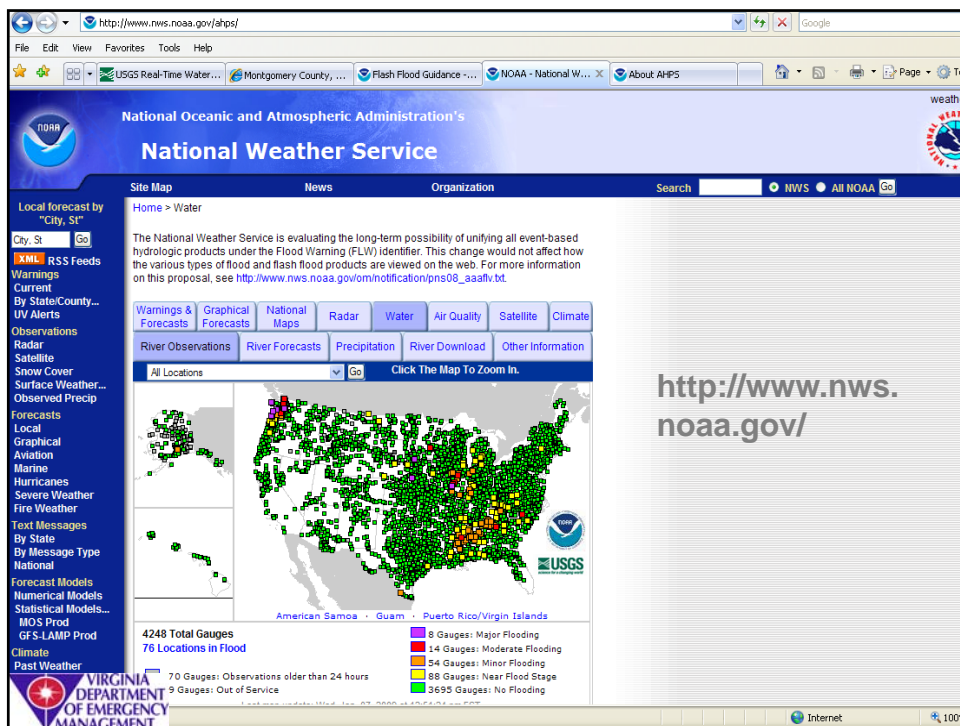 http://www.nws.noaa.gov/ahps/
Google
File Edit View Favorites Tools Help
USGS Real-Time Water...
Montgomery County, ...
Flash Flood Guidance -...
NOAA - National W...
About AHPS
Page
NOAA
National Oceanic and Atmospheric Administration's
National Weather Service
Site Map News Organization Search NWS All NOAA Go
Local forecast by
"City, St"
City, St Go
XML RSS Feeds
Warnings
Current
By State/County...
UV Alerts
Observations
Radar
Satellite
Snow Cover
Surface Weather...
Observed Precip
Forecasts
Local
Graphical
Aviation
Marine
Hurricanes
Severe Weather
Fire Weather
Text Messages
By State
By Message Type
National
Forecast Models
Numerical Models
Statistical Models...
MOS Prod
GFS-LAMP Prod
Climate
Past Weather
Home > Water
The National Weather Service is evaluating the long-term possibility of unifying all event-based
hydrologic products under the Flood Warning (FLW) identifier. This change would not affect how
the various types of flood and flash flood products are viewed on the web. For more information
on this proposal, see http://www.nws.noaa.gov/om/notification/pns08_aaaflv.txt.
Warnings & Forecasts
Graphical Forecasts
National Maps
Radar
Water
Air Quality
Satellite
Climate
River Observations
River Forecasts
Precipitation
River Download
Other Information
All Locations Go Click The Map To Zoom In.
NOAA
USGS
American Samoa · Guam · Puerto Rico/Virgin Islands
4248 Total Gauges
76 Locations in Flood
70 Gauges: Observations older than 24 hours
9 Gauges: Out of Service
8 Gauges: Major Flooding
14 Gauges: Moderate Flooding
54 Gauges: Minor Flooding
88 Gauges: Near Flood Stage
3695 Gauges: No Flooding
http://www.nws.
noaa.gov/
VIRGINIA
DEPARTMENT
OF EMERGENCY
MANAGEMENT
Internet